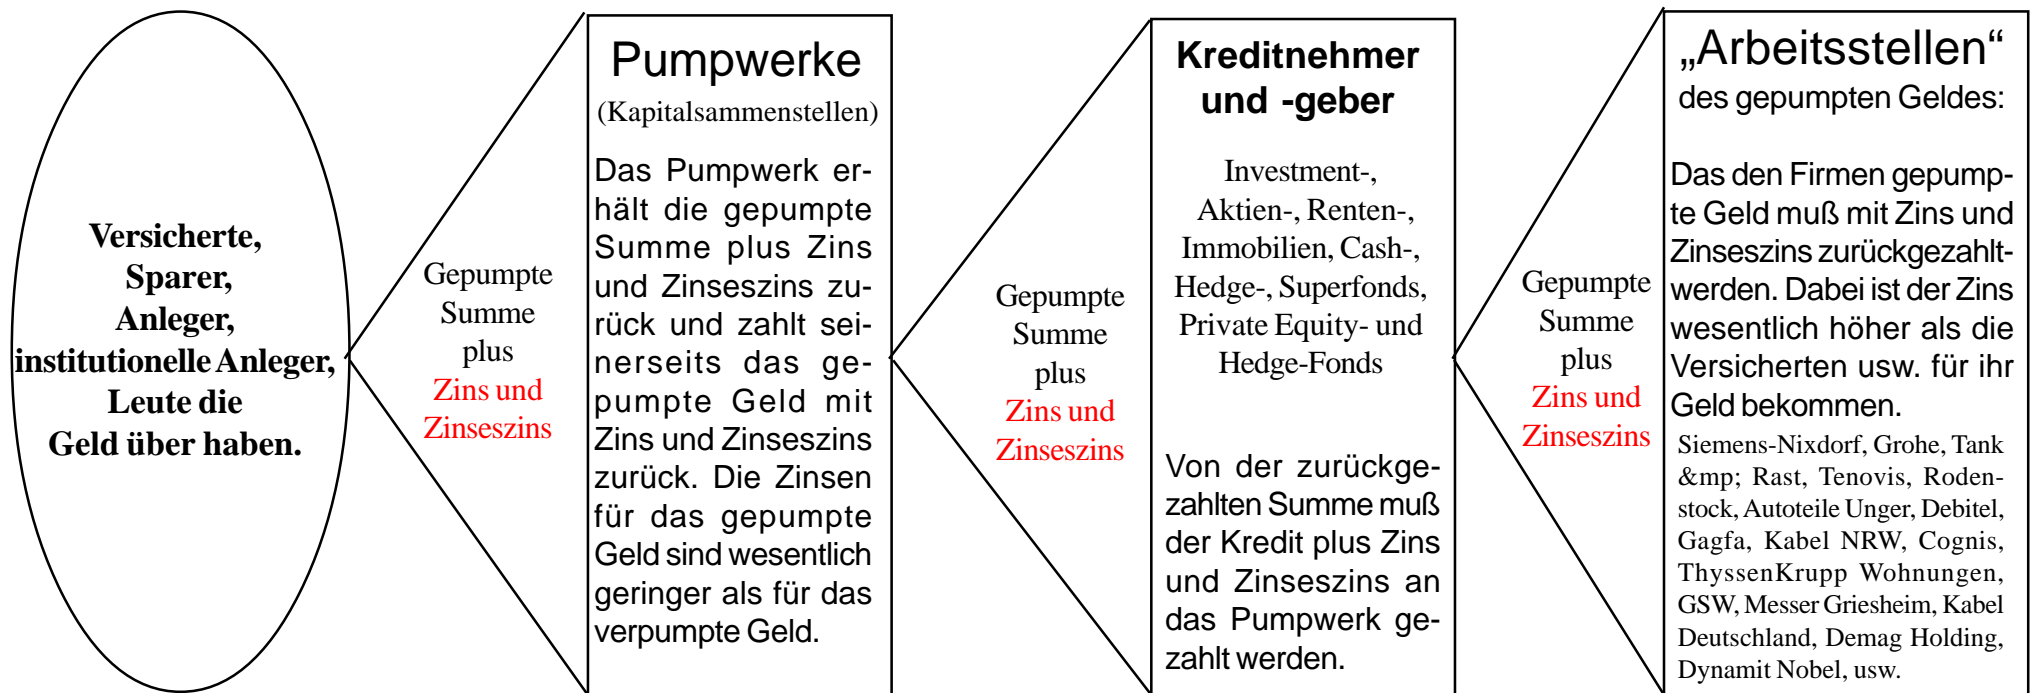 Versicherte,
Sparer,
Anleger,
institutionelle Anleger,
Leute die
Geld über haben.
Gepumpte
Summe
plus
Zins und
Zinseszins
Pumpwerke
(Kapitalsammenstellen)
Das Pumpwerk er-
hält die gepumpte
Summe plus Zins
und Zinseszins zu-
rück und zahlt sei-
nerseits das ge-
pumpte Geld mit
Zins und Zinseszins
zurück. Die Zinsen
für das gepumpte
Geld sind wesentlich
geringer als für das
verpumpte Geld.
Gepumpte
Summe
plus
Zins und
Zinseszins
Kreditnehmer
und -geber
Investment-,
Aktien-, Renten-,
Immobilien, Cash-,
Hedge-, Superfonds,
Private Equity- und
Hedge-Fonds
Von der zurückge-
zahlten Summe muß
der Kredit plus Zins
und Zinseszins an
das Pumpwerk ge-
zahlt werden.
Gepumpte
Summe
plus
Zins und
Zinseszins
„Arbeitsstellen“
des gepumpten Geldes:
Das den Firmen gepump-
te Geld muß mit Zins und
Zinseszins zurückgezahlt-
werden. Dabei ist der Zins
wesentlich höher als die
Versicherten usw. für ihr
Geld bekommen.
Siemens-Nixdorf, Grohe, Tank
&mp; Rast, Tenovis, Roden-
stock, Autoteile Unger, Debitel,
Gagfa, Kabel NRW, Cognis,
ThyssenKrupp Wohnungen,
GSW, Messer Griesheim, Kabel
Deutschland, Demag Holding,
Dynamit Nobel, usw.